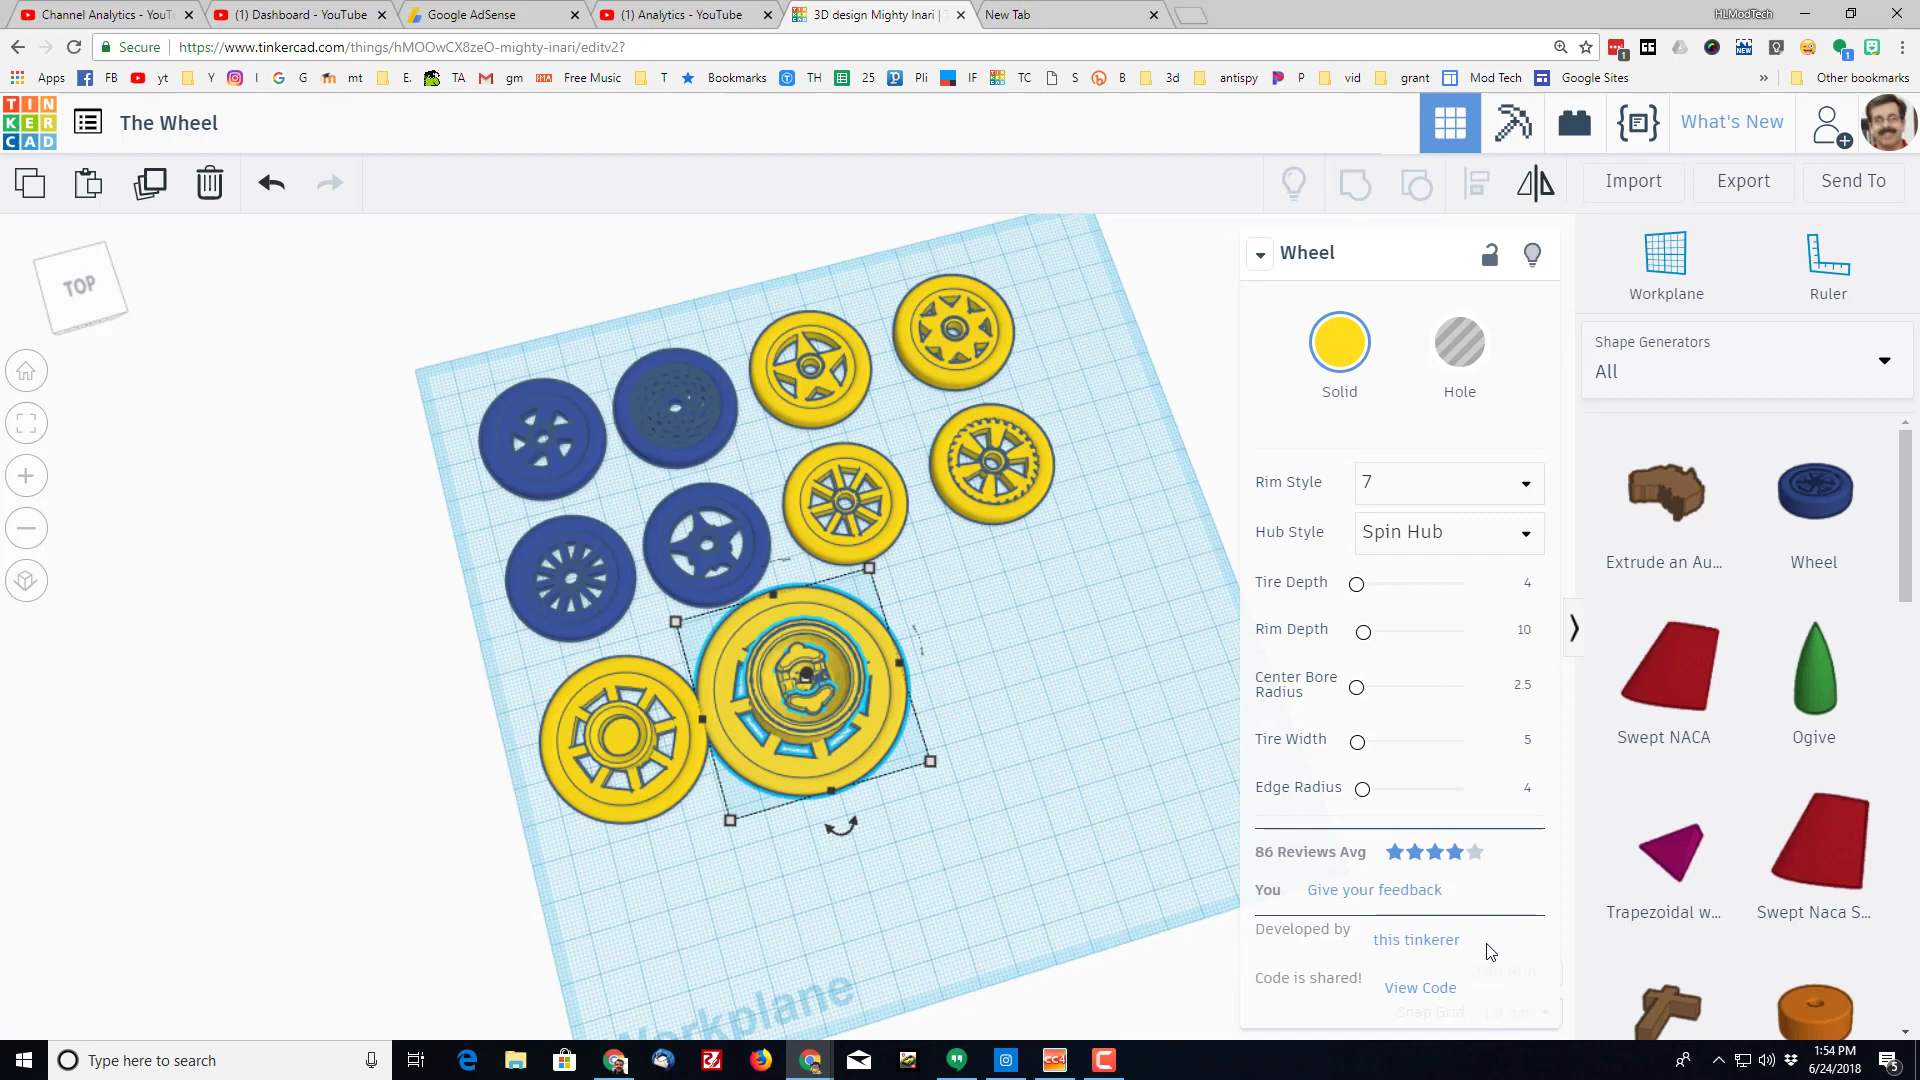 Channel Analytics - YouTu
(1) Dashboard - YouTube
Google AdSense
(1) Analytics - YouTube
3D design Mighty Inari |
New Tab
HLModTech
Secure
https://www.tinkercad.com/things/hMOOwCX8zeO-mighty-inari/editv2?
Apps
FB
yt
Y
I
G
mt
E.
TA
gm
Free Music
T
Bookmarks
TH
25
Pli
IF
TC
S
B
3d
antispy
P
vid
grant
Mod Tech
Google Sites
»
Other bookmarks
TIN
KER
CAD
The Wheel
What's New
Import
Export
Send To
TOP
Wheel
Solid
Hole
Rim Style
7
Hub Style
Spin Hub
Tire Depth
4
Rim Depth
10
Center Bore
Radius
2.5
Tire Width
5
Edge Radius
4
86 Reviews Avg
You
Give your feedback
Developed by
this tinkerer
Code is shared!
View Code
Edit Grid
Snap Grid
Workplane
Workplane
Ruler
Shape Generators
All
Extrude an Au...
Wheel
Swept NACA
Ogive
Trapezoidal w...
Swept Naca S...
Type here to search
1:54 PM
6/24/2018
5